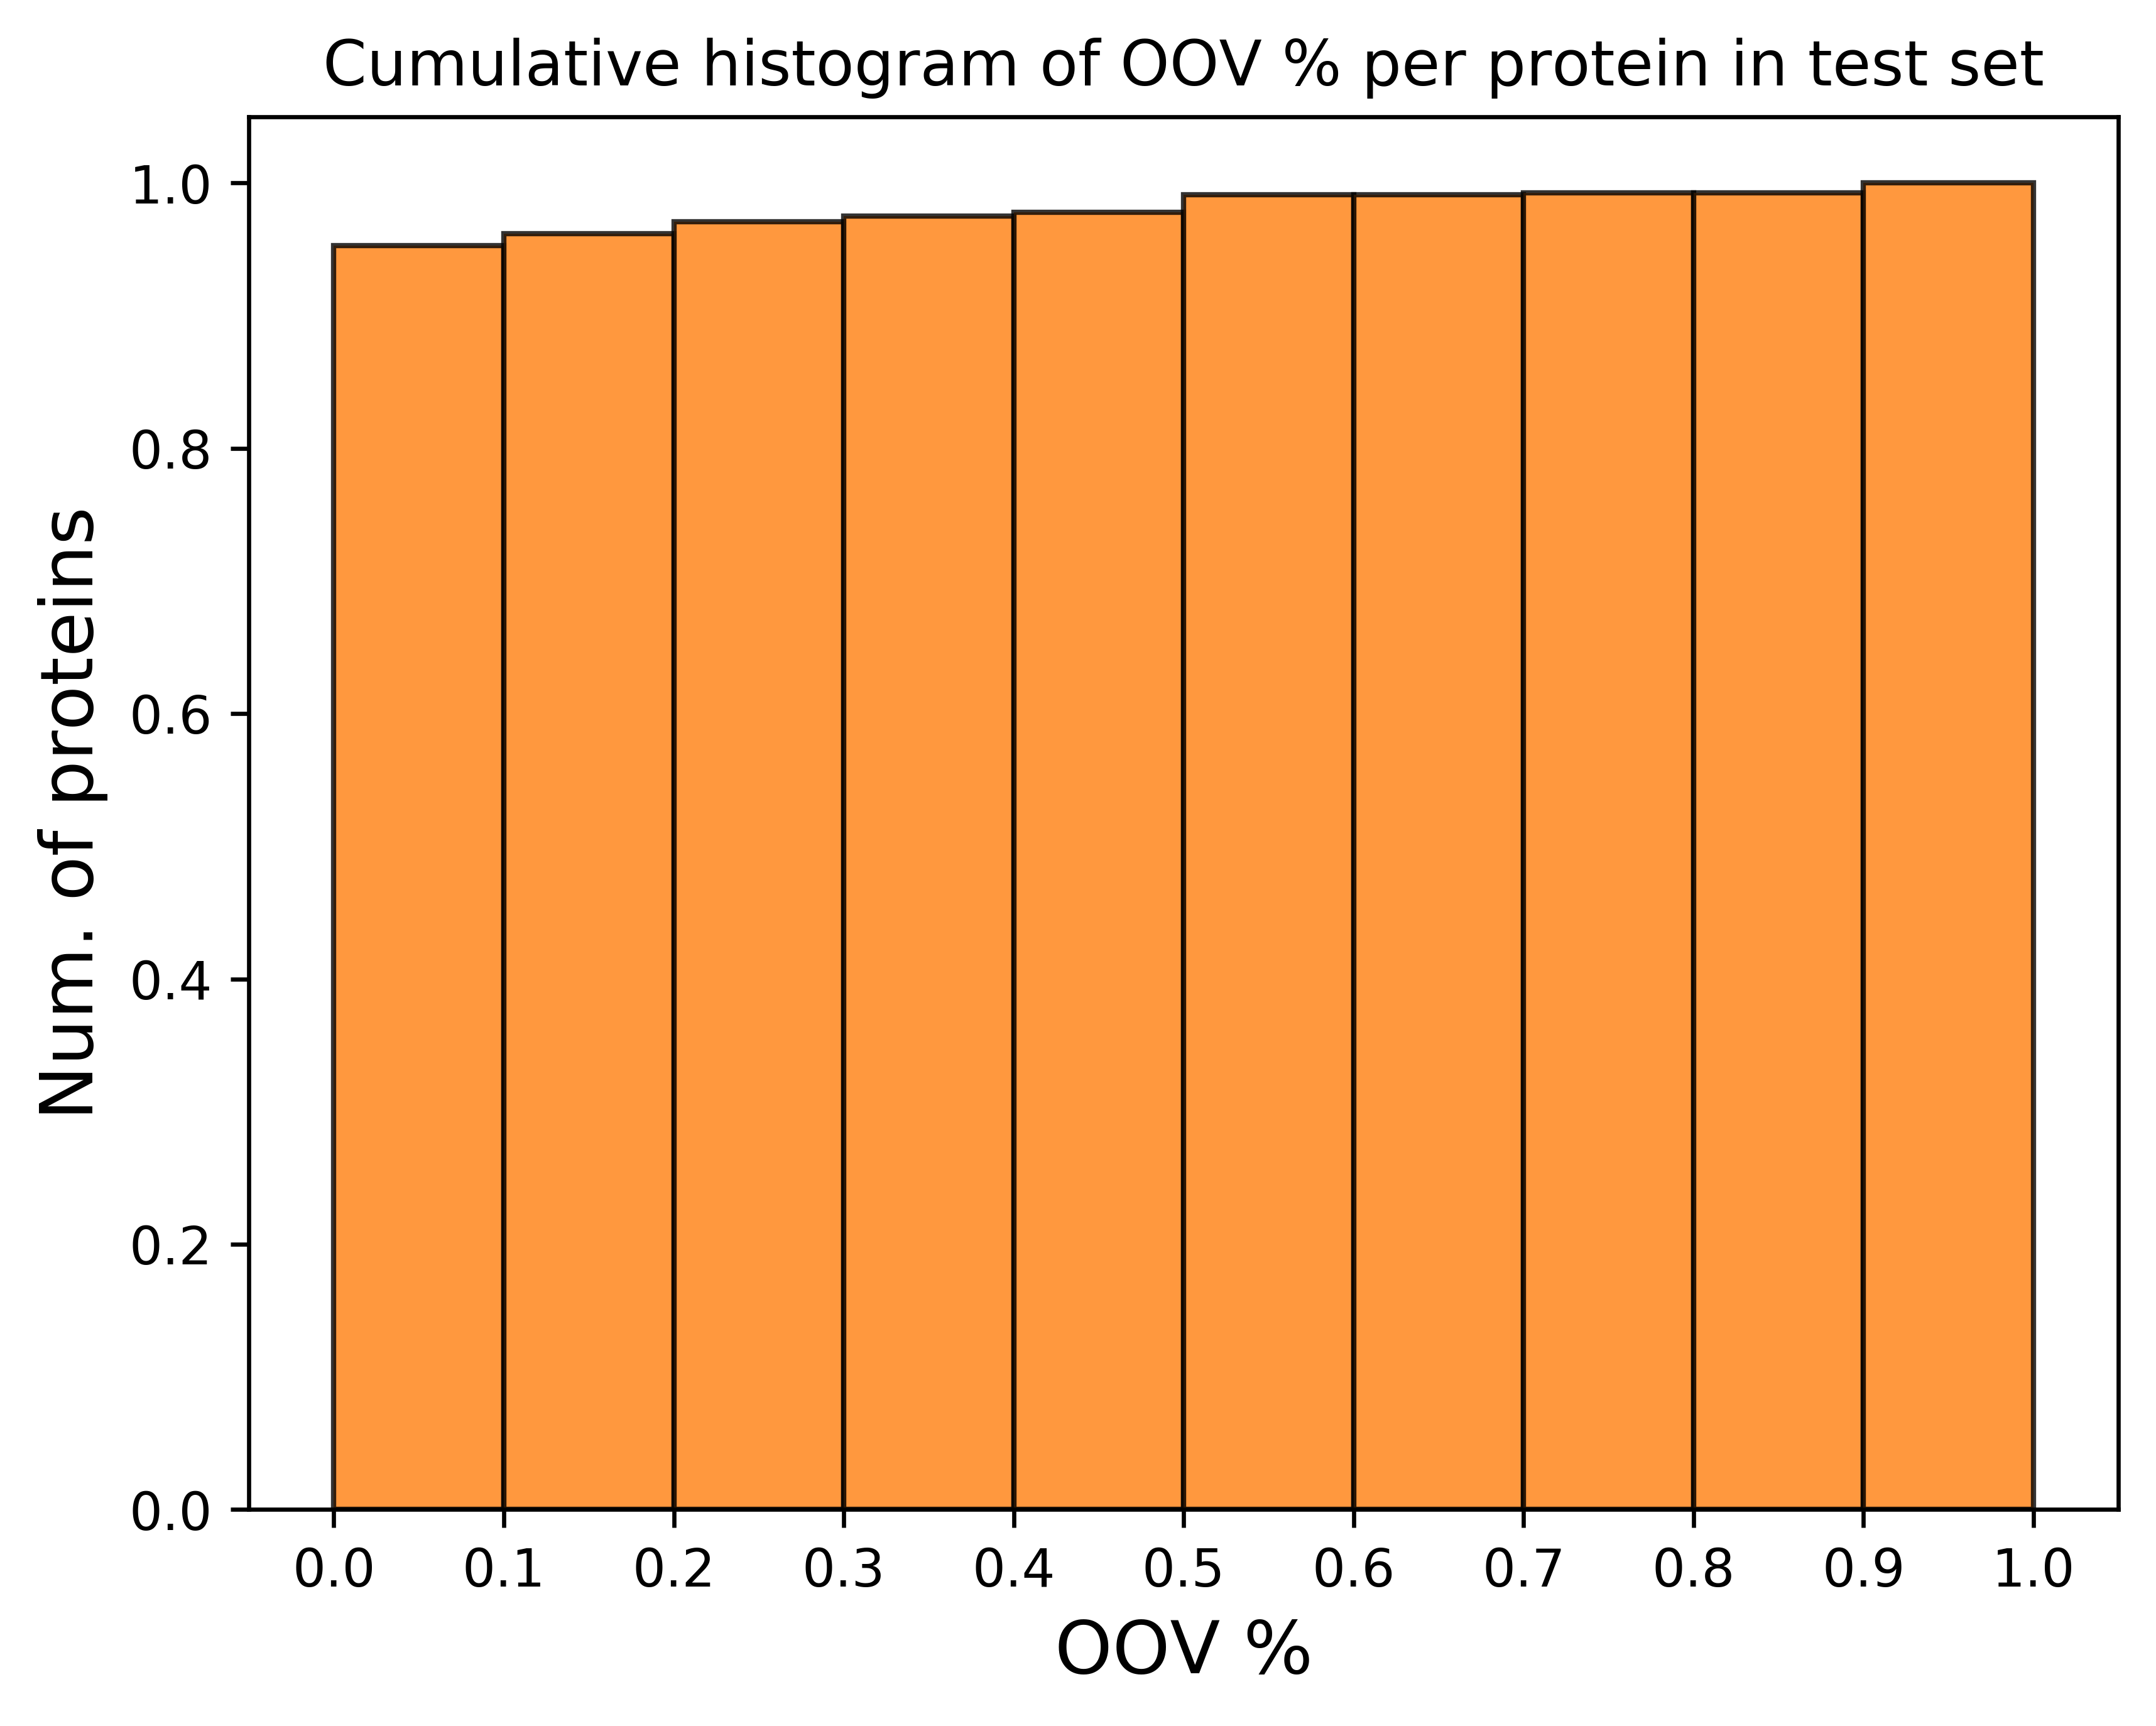 Cumulative histogram of OOV % per protein in test set
1.0
0.8
0.6
0.4
0.2
0.0
Num. of proteins
0.0 0.1 0.2 0.3 0.4 0.5 0.6 0.7 0.8 0.9 1.0
OOV %